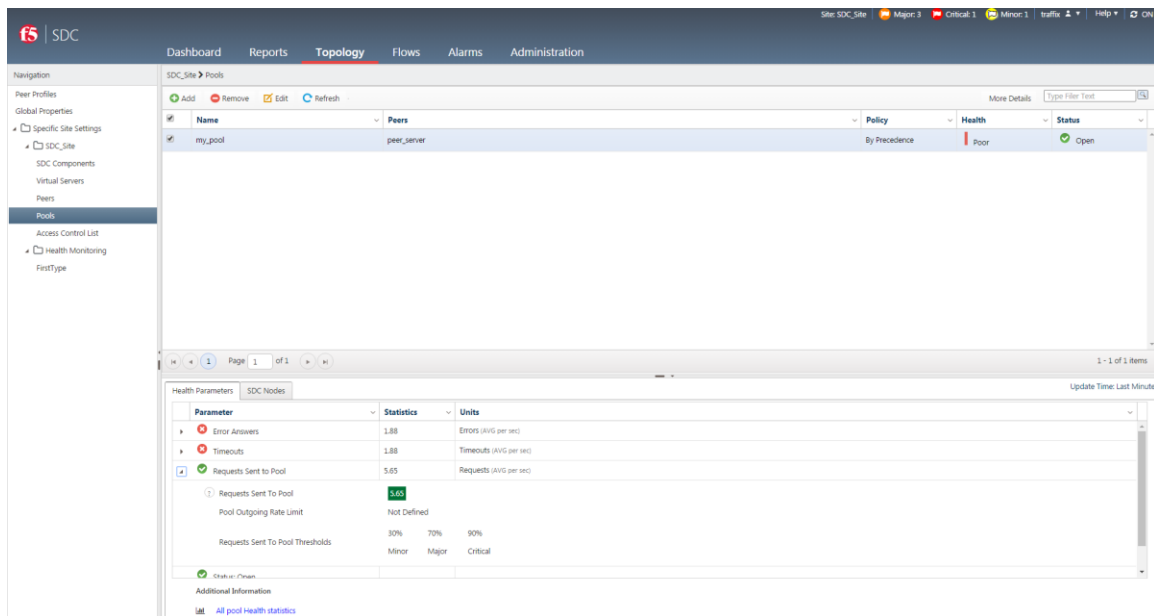 Site: SDC_Site Major: 3 Critical: 1 Minor: 1 traffix Help ON
f5 SDC
Dashboard Reports Topology Flows Alarms Administration
Navigation
Peer Profiles
Global Properties
Specific Site Settings
SDC_Site
SDC Components
Virtual Servers
Peers
Pools
Access Control List
Health Monitoring
FirstType
SDC_Site > Pools
Add Remove Edit Refresh More Details Type Filer Text
Name Peers Policy Health Status
my_pool peer_server By Precedence Poor Open
1 Page 1 of 1 1 - 1 of 1 items
Health Parameters SDC Nodes Update Time: Last Minute
Parameter Statistics Units
Error Answers 1.88 Errors (AVG per sec)
Timeouts 1.88 Timeouts (AVG per sec)
Requests Sent to Pool 5.65 Requests (AVG per sec)
? Requests Sent To Pool 5.65
Pool Outgoing Rate Limit Not Defined
30% 70% 90%
Requests Sent To Pool Thresholds
Minor Major Critical
Status: Open
Additional Information
All pool Health statistics